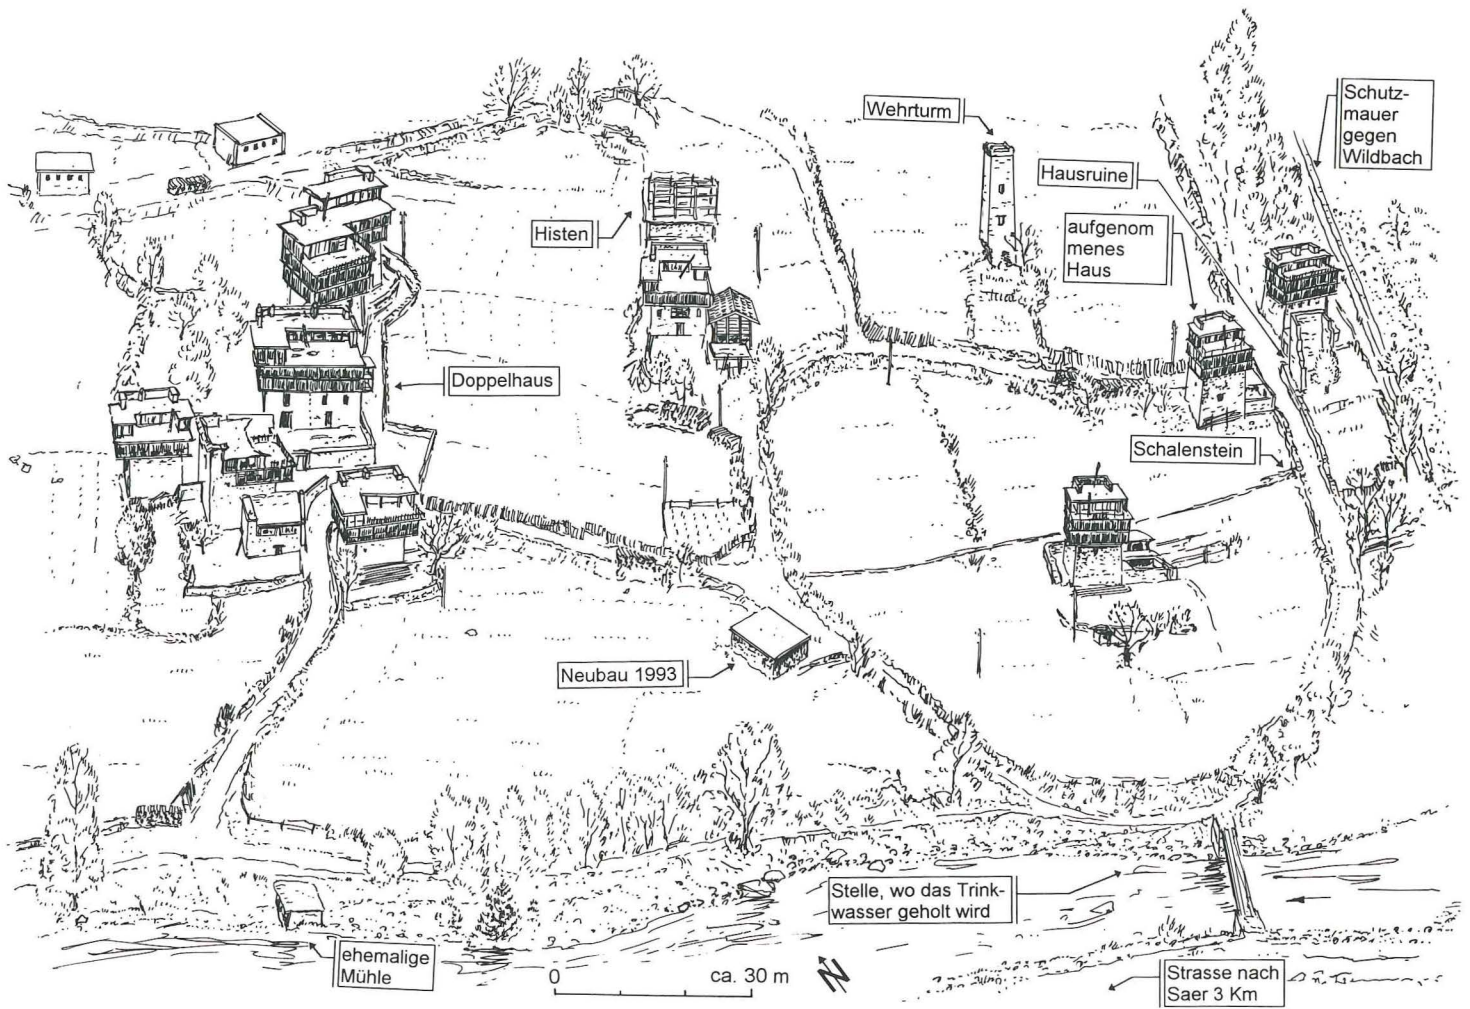 Wehrturm
Schutz-
mauer
gegen
Wildbach
Hausruine
aufgenom
menes
Haus
Histen
Doppelhaus
Schalenstein
Neubau 1993
Stelle, wo das Trink-
wasser geholt wird
ehemalige
Mühle
0 ca. 30 m
N
Strasse nach
Saer 3 Km